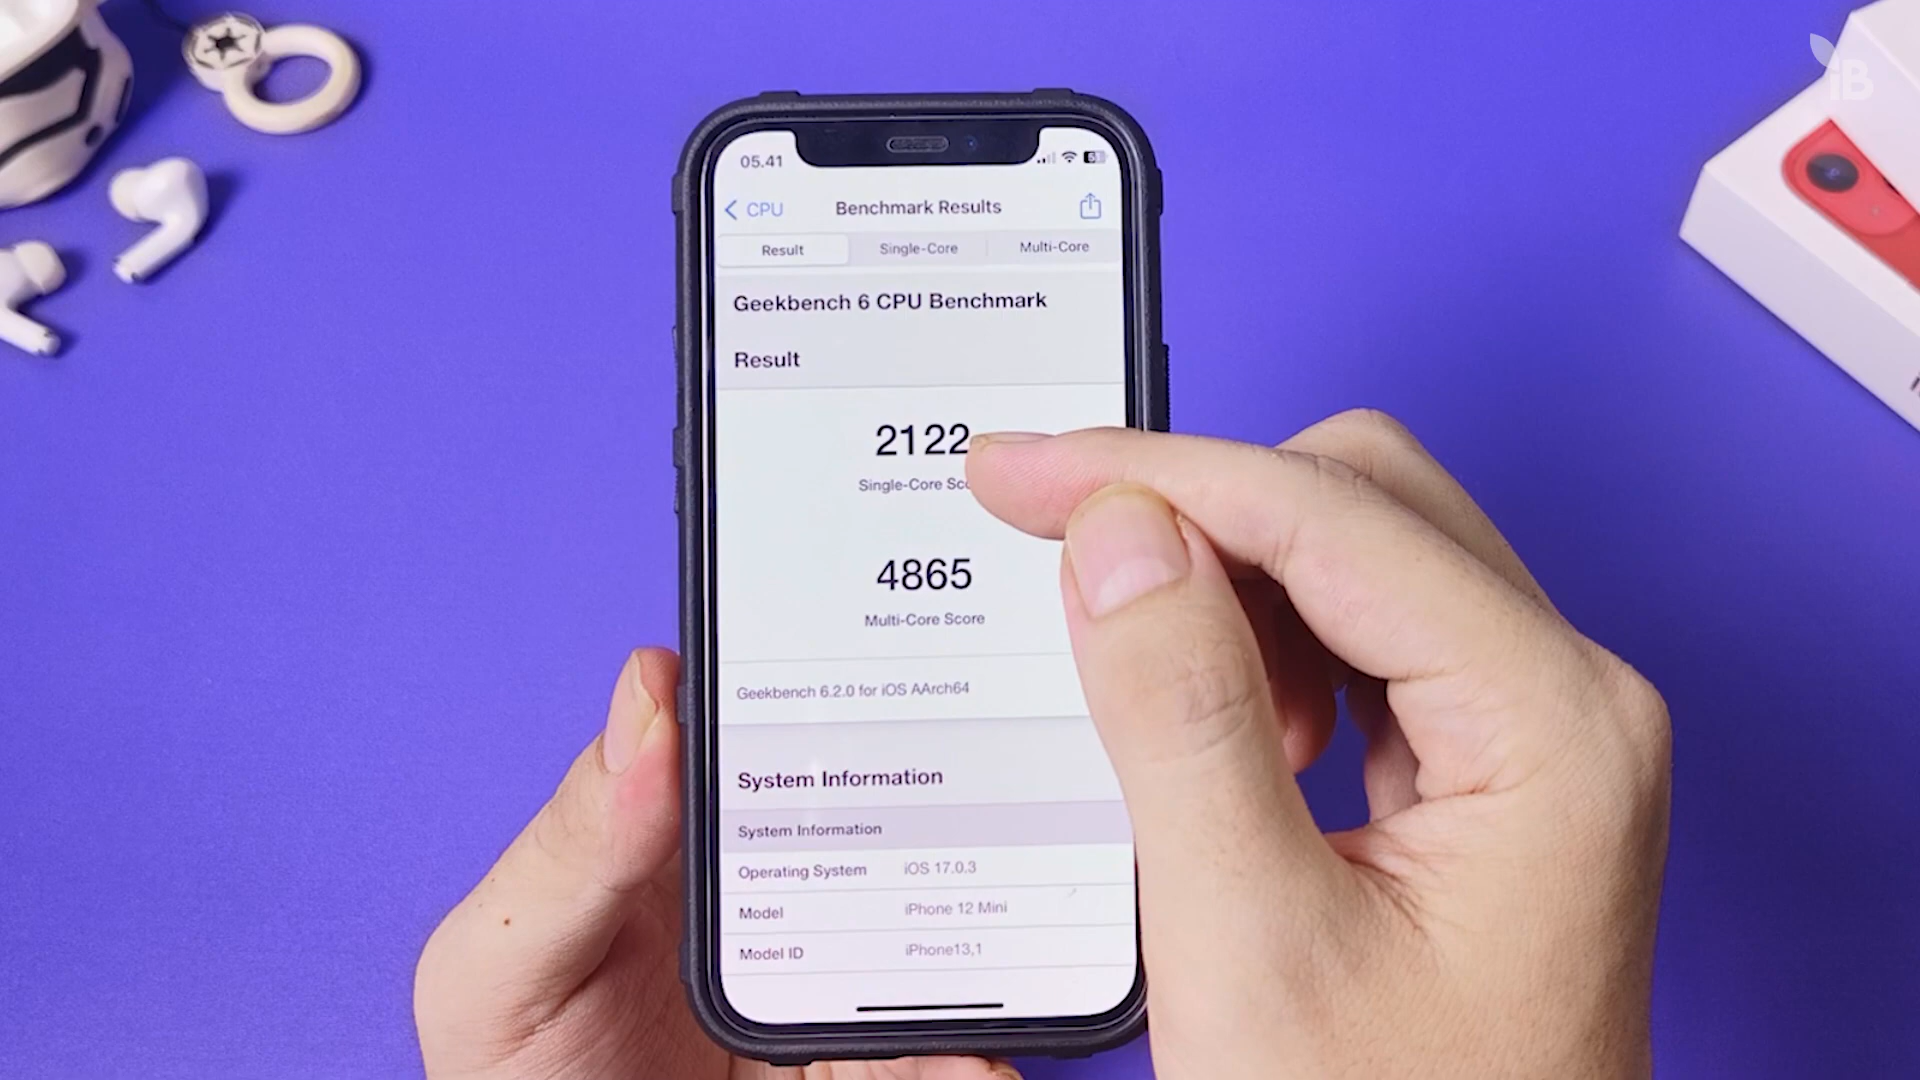 iB
05.41
CPU
Benchmark Results
Result Single-Core Multi-Core
Geekbench 6 CPU Benchmark
Result
2122
Single-Core
4865
Multi-Core Score
Geekbench 6.2.0 for iOS AArch64
System Information
System Information
Operating System iOS 17.0.3
Model iPhone 12 Mini
Model ID iPhone13,1